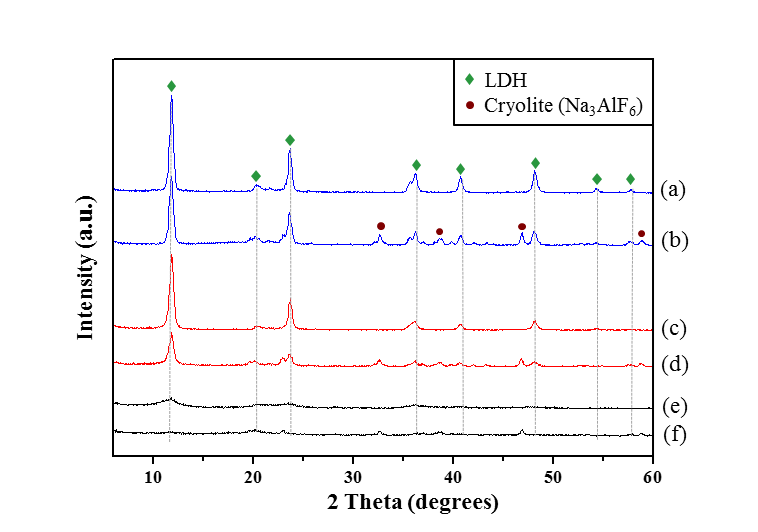 LDH
Cryolite (Na₃AlF₆)
(a)
(b)
(c)
(d)
(e)
(f)
Intensity (a.u.)
10 20 30 40 50 60
2 Theta (degrees)